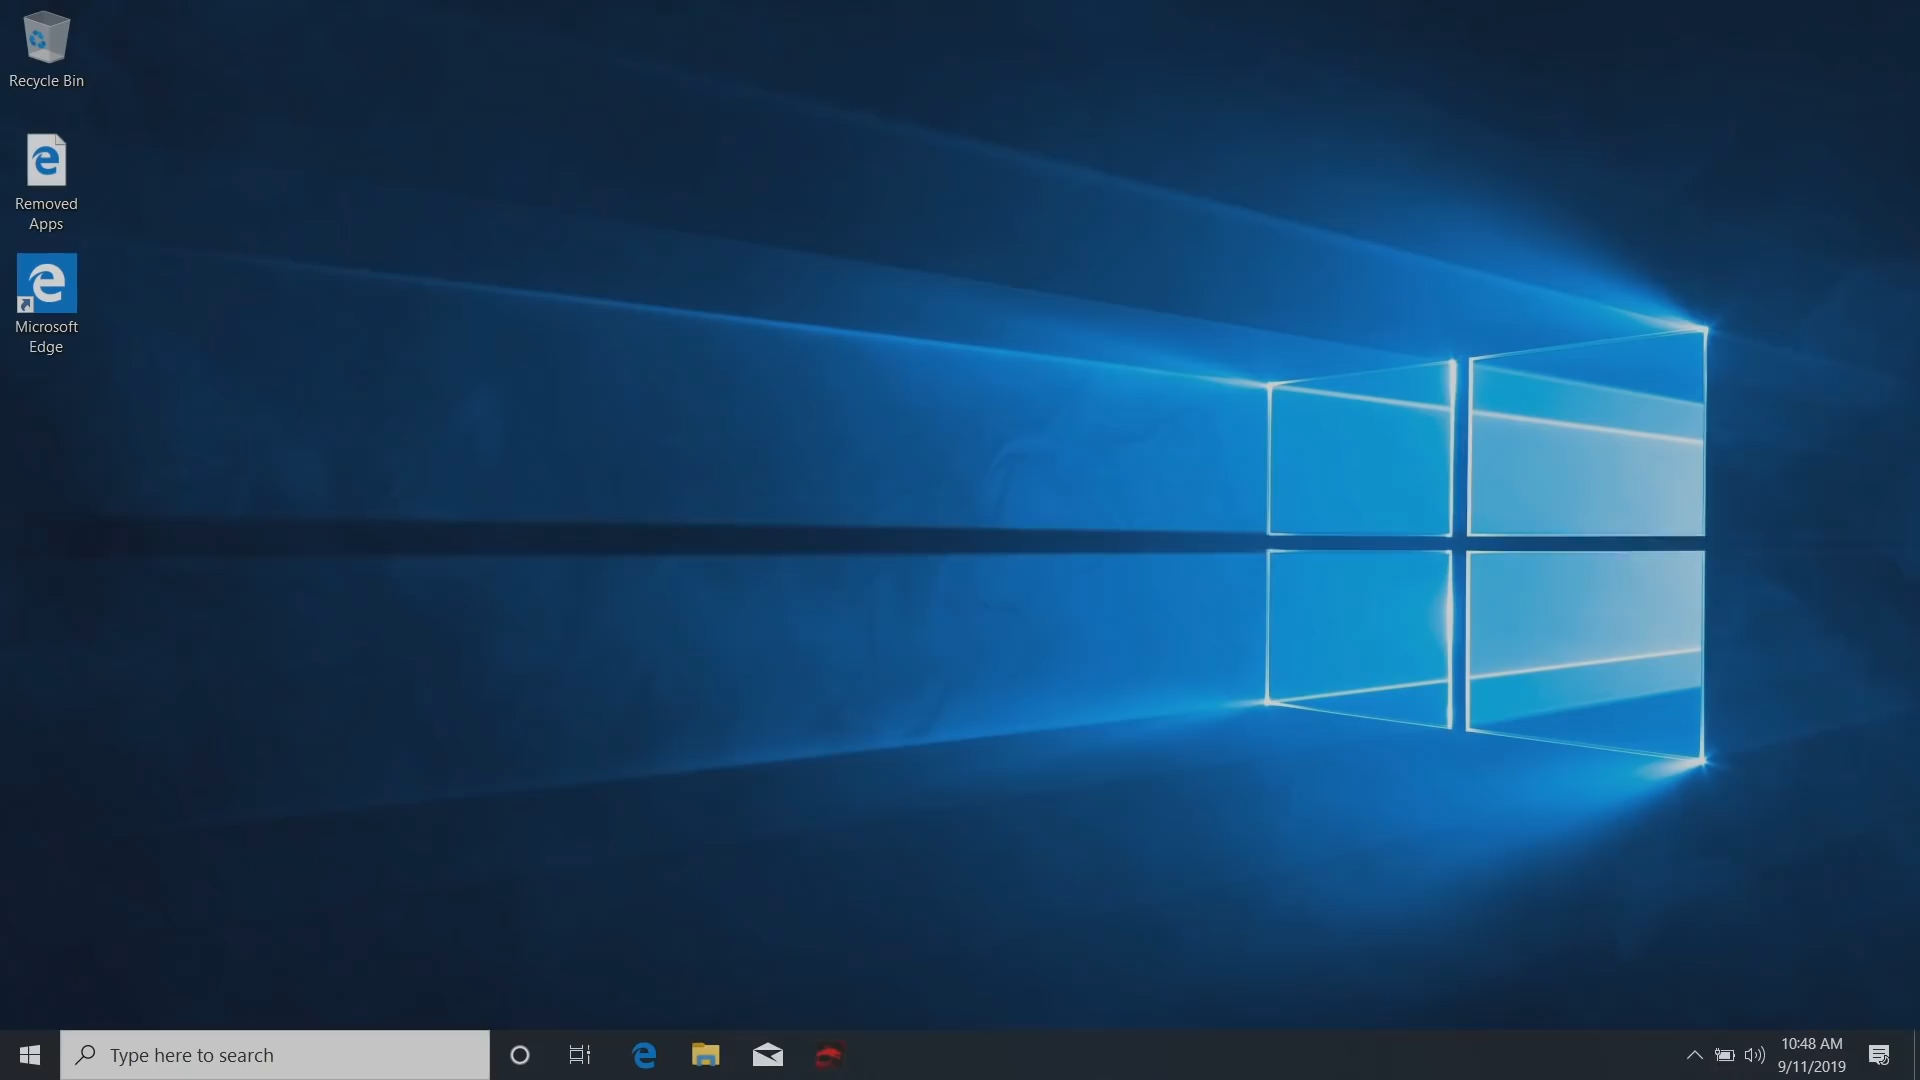 Recycle Bin
Removed
Apps
Microsoft
Edge
Type here to search
10:48 AM
9/11/2019